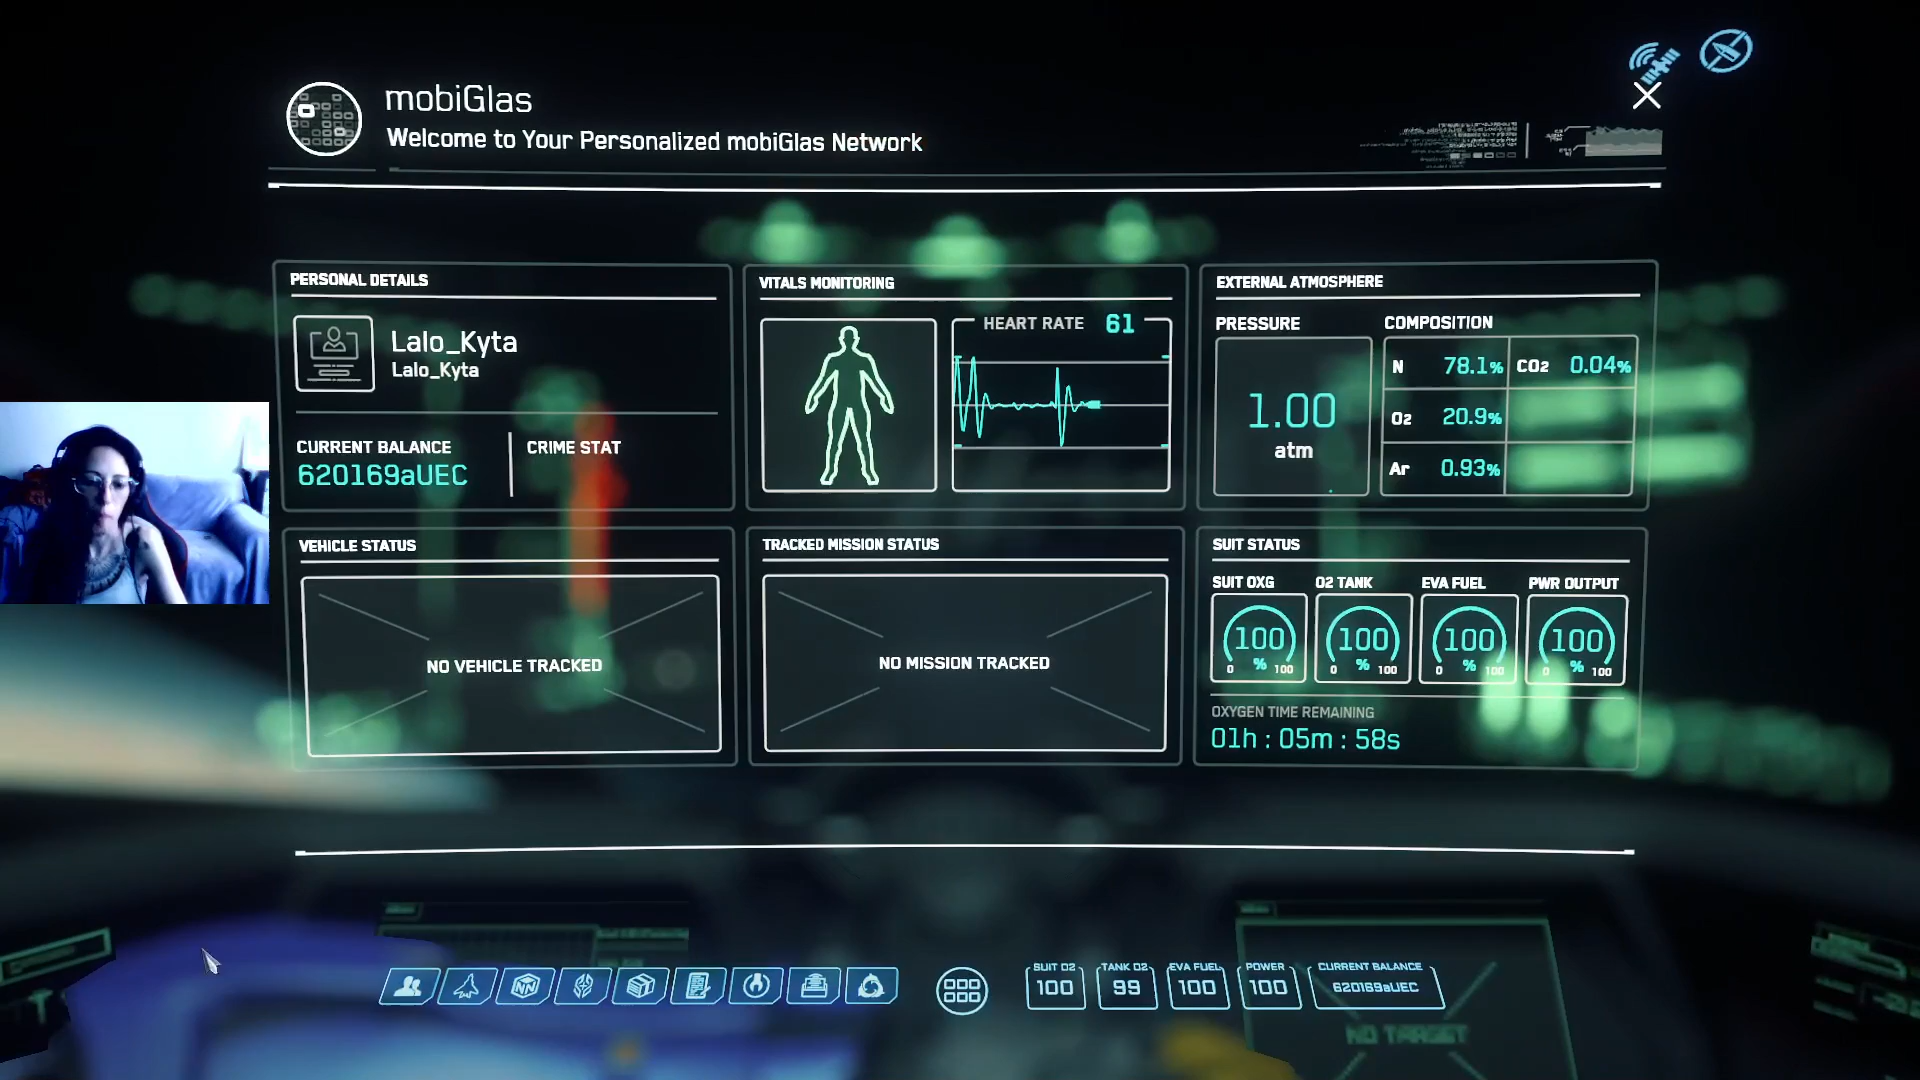 mobiGlas
Welcome to Your Personalized mobiGlas Network
PERSONAL DETAILS
Lalo_Kyta
Lalo_Kyta
CURRENT BALANCE
620169aUEC
CRIME STAT
VITALS MONITORING
HEART RATE 61
EXTERNAL ATMOSPHERE
PRESSURE
1.00
atm
COMPOSITION
N 78.1% CO2 0.04%
O2 20.9%
Ar 0.93%
VEHICLE STATUS
NO VEHICLE TRACKED
TRACKED MISSION STATUS
NO MISSION TRACKED
SUIT STATUS
SUIT OXG O2 TANK EVA FUEL PWR OUTPUT
100 100 100 100
% % % %
0 100 0 100 0 100 0 100
OXYGEN TIME REMAINING
01h : 05m : 58s
NN
SUIT O2 TANK O2 EVA FUEL POWER CURRENT BALANCE
100 99 100 100 620169aUEC
NO TARGET